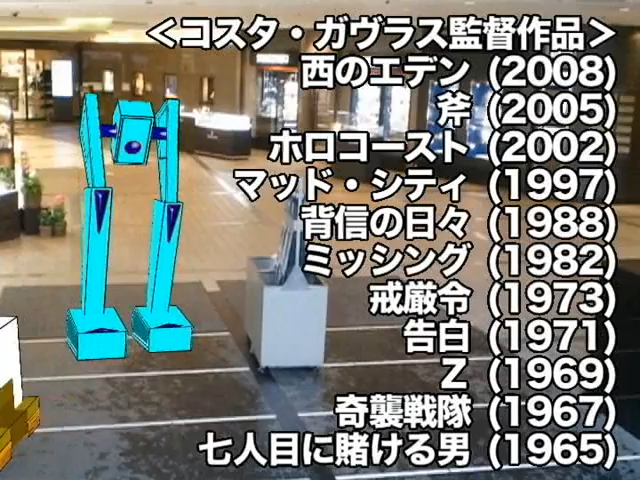 ＜コスタ・ガヴラス監督作品＞
西のエデン (2008)
斧 (2005)
ホロコースト (2002)
マッド・シティ (1997)
背信の日々 (1988)
ミッシング (1982)
戒厳令 (1973)
告白 (1971)
Z (1969)
奇襲戦隊 (1967)
七人目に賭ける男 (1965)